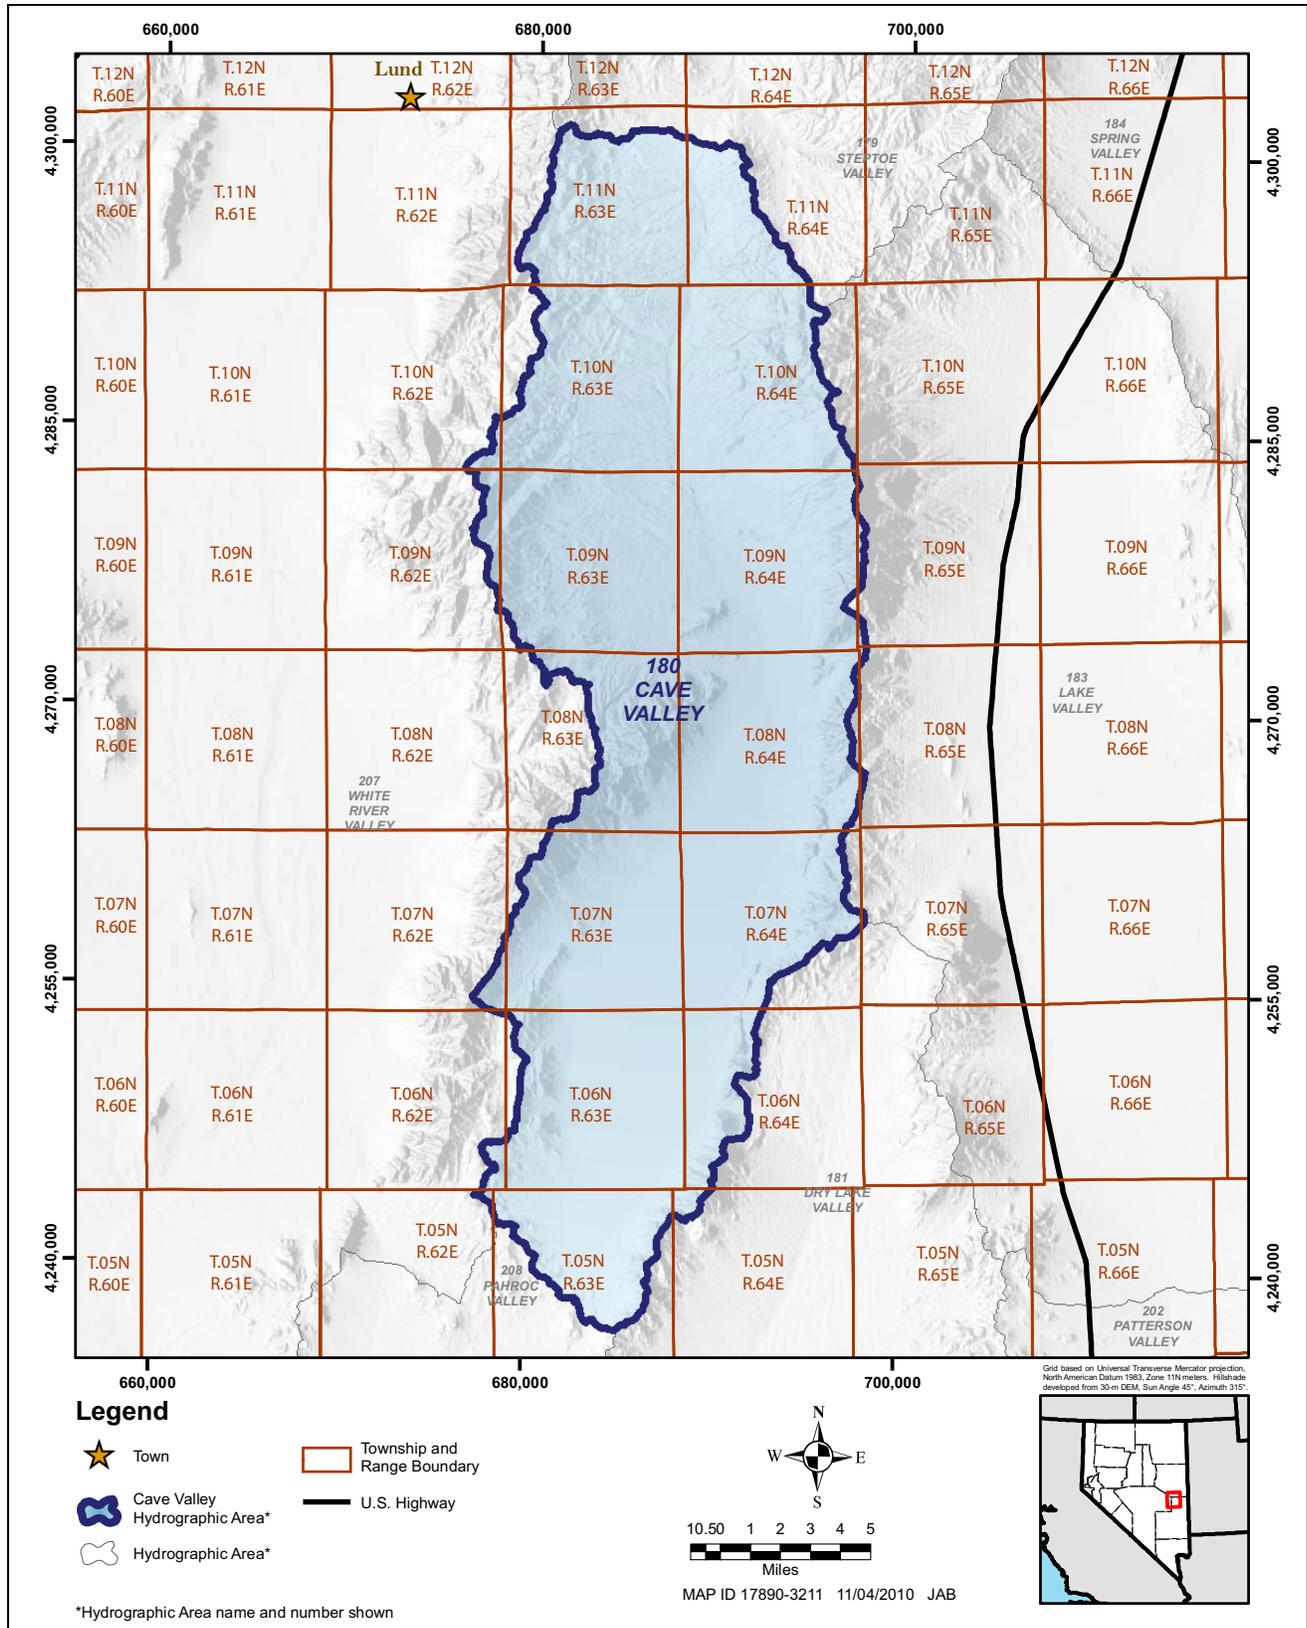 660,000
680,000
700,000
T.12N
R.60E
T.12N
R.61E
Lund
T.12N
R.62E
T.12N
R.63E
T.12N
R.64E
T.12N
R.65E
T.12N
R.66E
4,300,000
4,300,000
184
SPRING
VALLEY
179
STEPTOE
VALLEY
T.11N
R.60E
T.11N
R.61E
T.11N
R.62E
T.11N
R.63E
T.11N
R.64E
T.11N
R.65E
T.11N
R.66E
T.10N
R.60E
T.10N
R.61E
T.10N
R.62E
T.10N
R.63E
T.10N
R.64E
T.10N
R.65E
T.10N
R.66E
4,285,000
4,285,000
T.09N
R.60E
T.09N
R.61E
T.09N
R.62E
T.09N
R.63E
T.09N
R.64E
T.09N
R.65E
T.09N
R.66E
180
CAVE
VALLEY
183
LAKE
VALLEY
4,270,000
4,270,000
T.08N
R.60E
T.08N
R.61E
T.08N
R.62E
T.08N
R.63E
T.08N
R.64E
T.08N
R.65E
T.08N
R.66E
207
WHITE
RIVER
VALLEY
T.07N
R.60E
T.07N
R.61E
T.07N
R.62E
T.07N
R.63E
T.07N
R.64E
T.07N
R.65E
T.07N
R.66E
4,255,000
4,255,000
T.06N
R.60E
T.06N
R.61E
T.06N
R.62E
T.06N
R.63E
T.06N
R.64E
T.06N
R.65E
T.06N
R.66E
181
DRY LAKE
VALLEY
4,240,000
4,240,000
T.05N
R.60E
T.05N
R.61E
T.05N
R.62E
T.05N
R.63E
T.05N
R.64E
T.05N
R.65E
T.05N
R.66E
208
PAHROC
VALLEY
202
PATTERSON
VALLEY
660,000
680,000
700,000
Grid based on Universal Transverse Mercator projection,
North American Datum 1983, Zone 11N meters. Hillshade
developed from 30-m DEM, Sun Angle 45°, Azimuth 315°.
Legend
Town
Township and
Range Boundary
Cave Valley
Hydrographic Area*
U.S. Highway
Hydrographic Area*
*Hydrographic Area name and number shown
N
W
E
S
10.50 1 2 3 4 5
Miles
MAP ID 17890-3211 11/04/2010 JAB